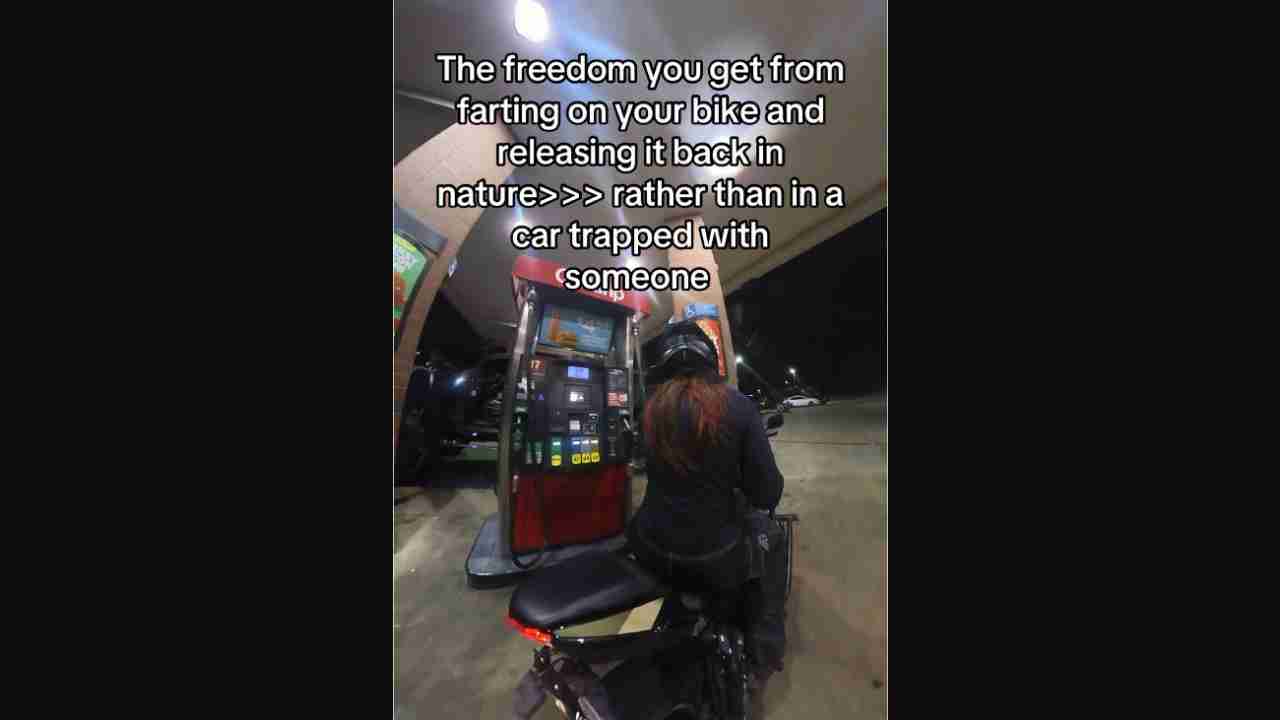 The freedom you get from
farting on your bike and
releasing it back in
nature>>> rather than in a
car trapped with
someone
17